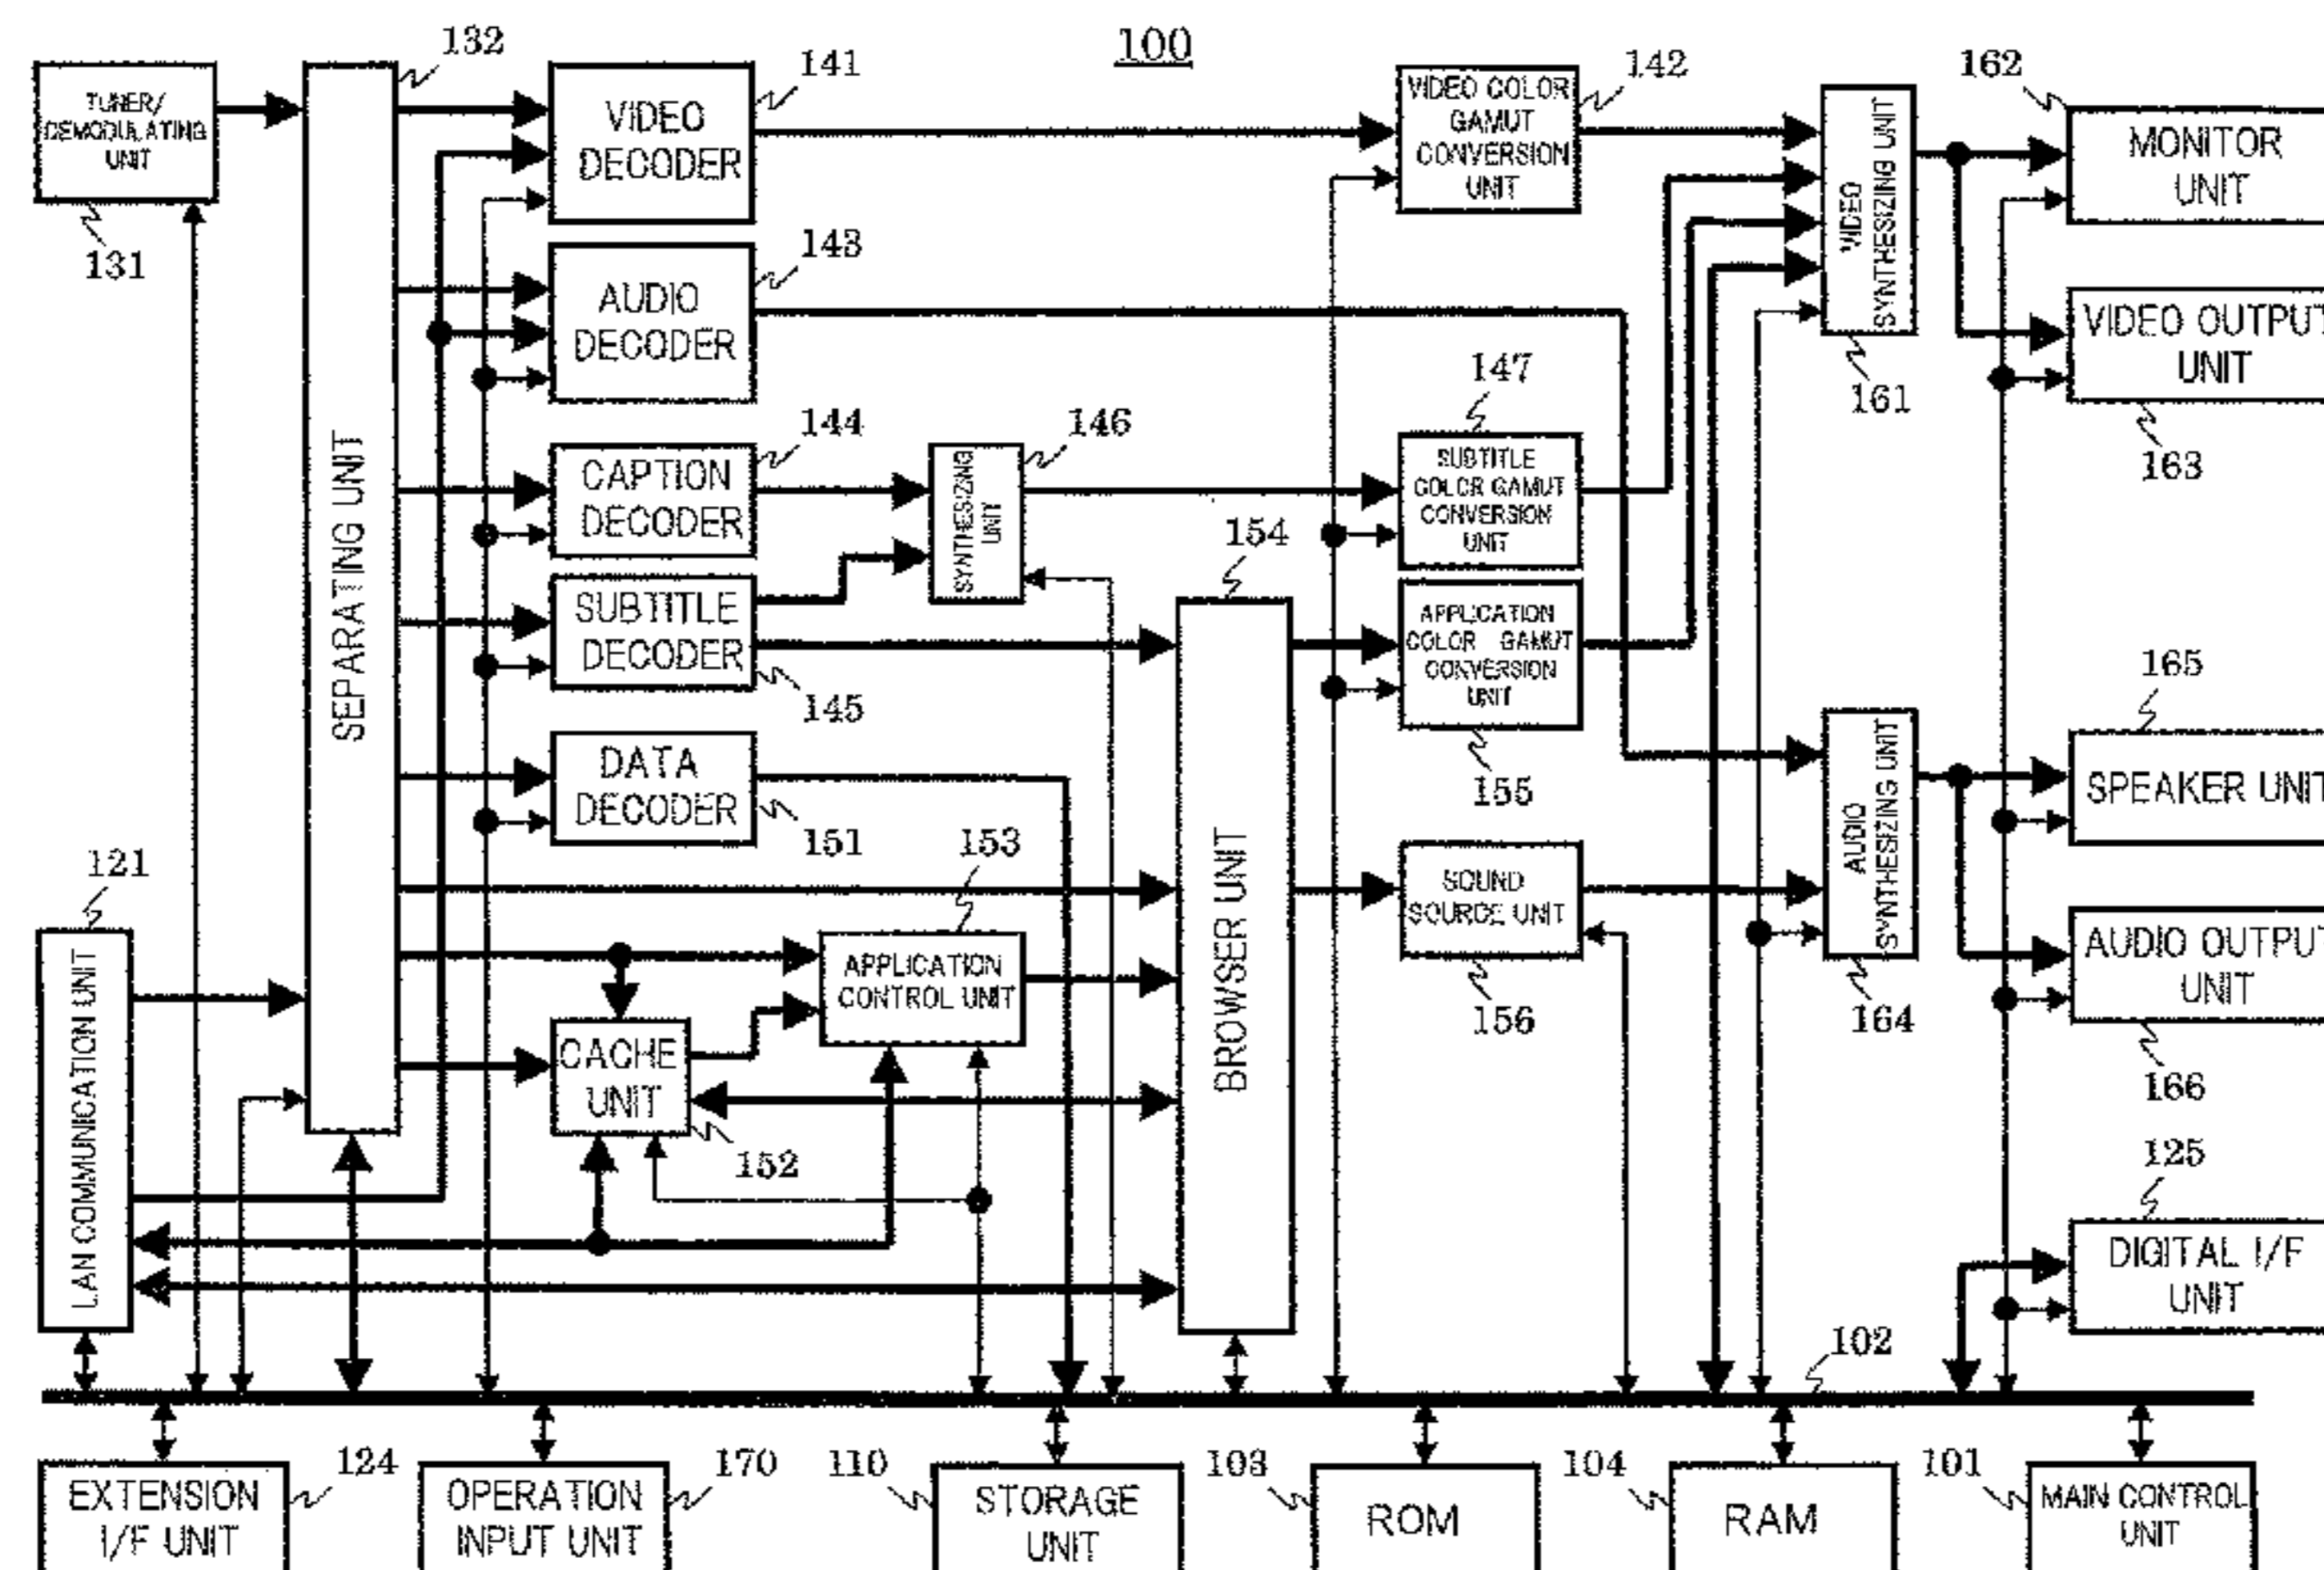 100
132
TUNER/
DEMODULATING
UNIT
131
SEPARATING UNIT
141
VIDEO
DECODER
142
VIDEO COLOR
GAMUT
CONVERSION
UNIT
VIDEO
SYNTHESIZING UNIT
161
162
MONITOR
UNIT
143
AUDIO
DECODER
VIDEO OUTPUT
UNIT
163
144
CAPTION
DECODER
146
SYNTHESIZING
UNIT
147
SUBTITLE
COLOR GAMUT
CONVERSION
UNIT
SUBTITLE
DECODER
145
154
BROWSER UNIT
APPLICATION
COLOR GAMUT
CONVERSION
UNIT
155
165
SPEAKER UNIT
DATA
DECODER
151
AUDIO
SYNTHESIZING UNIT
164
121
LAN COMMUNICATION UNIT
153
APPLICATION
CONTROL UNIT
SOUND
SOURCE UNIT
156
AUDIO OUTPUT
UNIT
166
CACHE
UNIT
152
125
DIGITAL I/F
UNIT
102
EXTENSION
I/F UNIT
124
OPERATION
INPUT UNIT
170
110
STORAGE
UNIT
103
ROM
104
RAM
101
MAIN CONTROL
UNIT